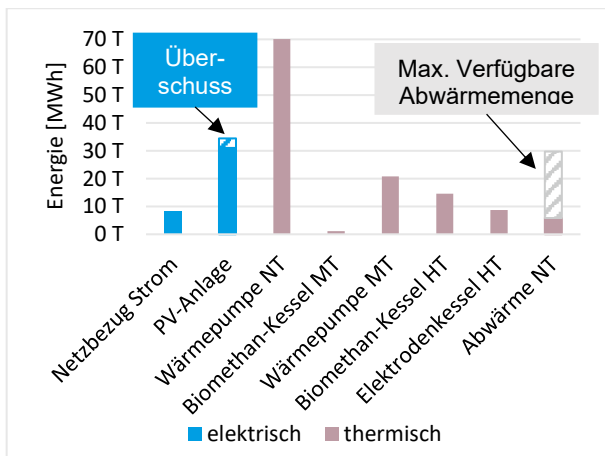 70 T
60 T
50 T
40 T
30 T
20 T
10 T
0 T
Energie [MWh]
Über-
schuss
Max. Verfügbare
Abwärmemenge
Netzbezug Strom
PV-Anlage
Wärmepumpe NT
Biomethan-Kessel MT
Wärmepumpe MT
Biomethan-Kessel HT
Elektrodenkessel HT
Abwärme NT
elektrisch
thermisch